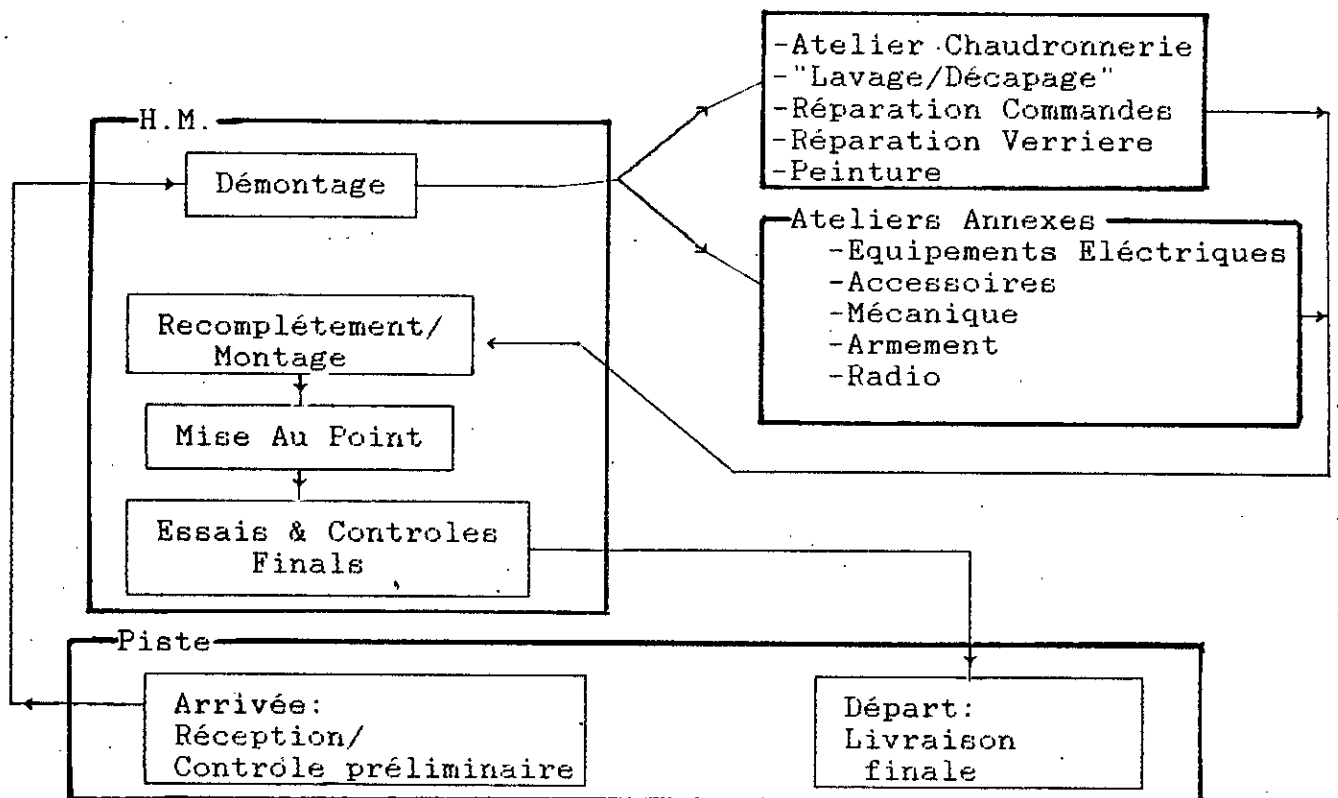 H.M.
Démontage
Recomplétement/
Montage
Mise Au Point
Essais & Controles
Finals
-Atelier Chaudronnerie
-"Lavage/Décapage"
-Réparation Commandes
-Réparation Verriere
-Peinture
Ateliers Annexes
-Equipements Eléctriques
-Accessoires
-Mécanique
-Armement
-Radio
Piste
Arrivée:
Réception/
Contrôle préliminaire
Départ:
Livraison
finale